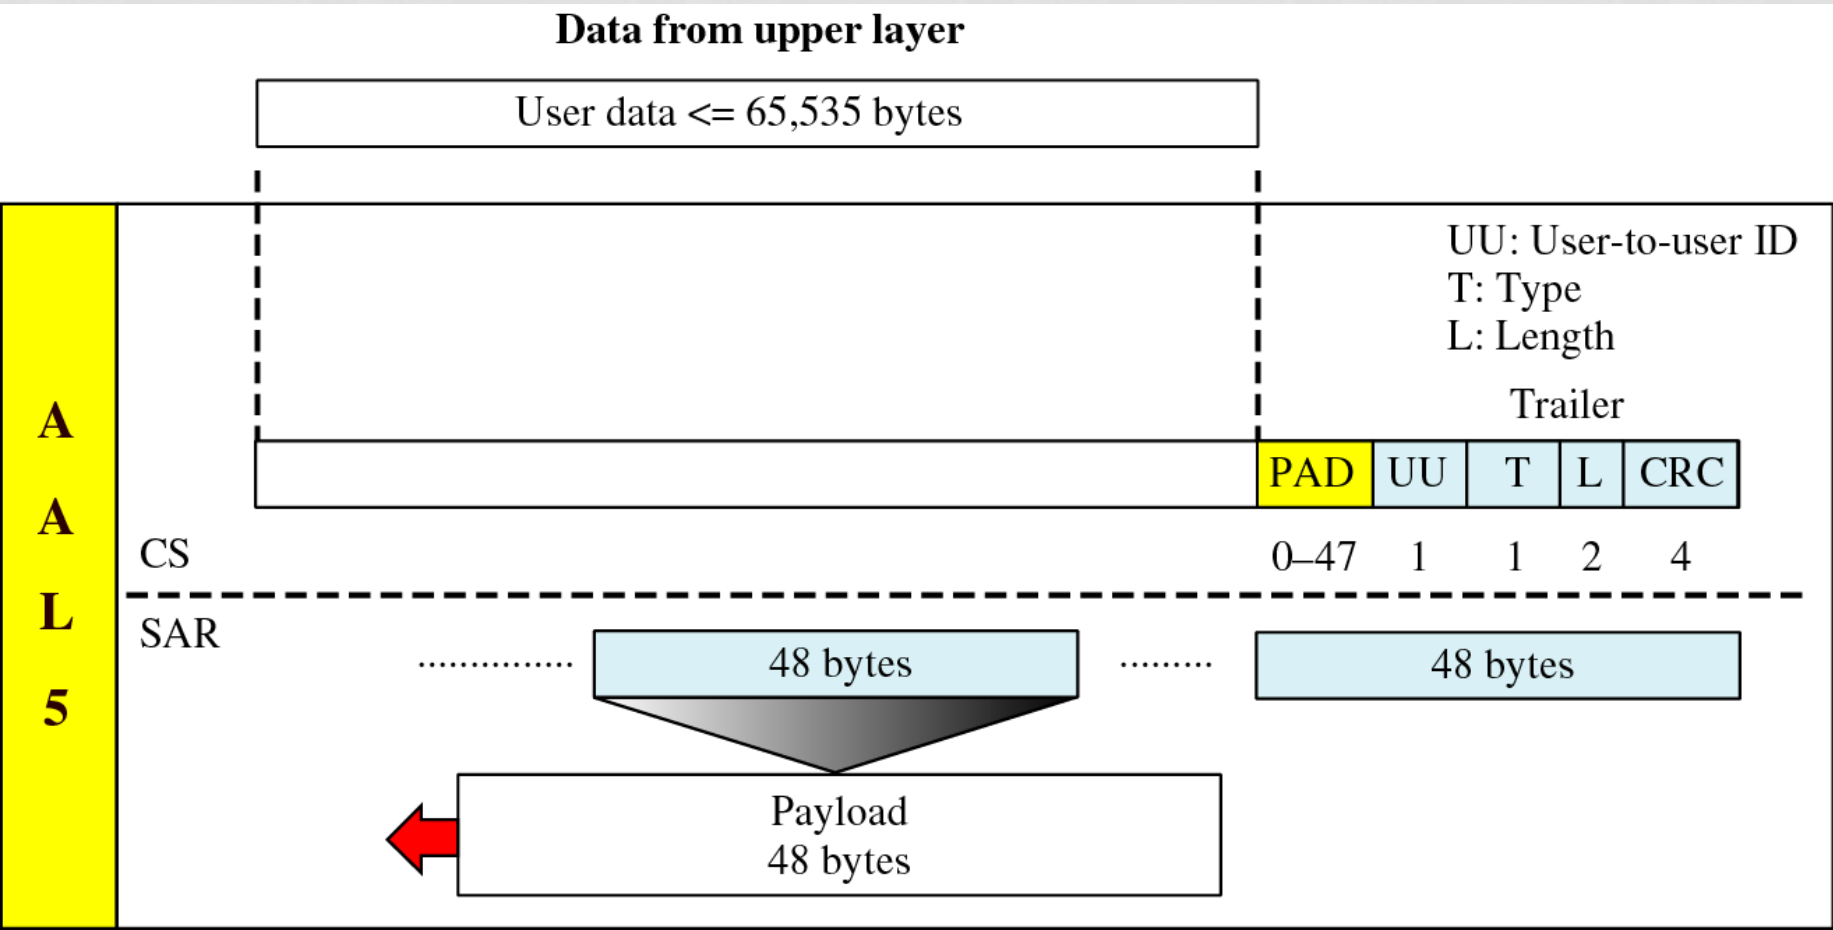 Data from upper layer
User data <= 65,535 bytes
UU: User-to-user ID
T: Type
L: Length
Trailer
PAD UU T L CRC
0–47 1 1 2 4
CS
SAR
............... 48 bytes ......... 48 bytes
Payload
48 bytes
A
A
L
5